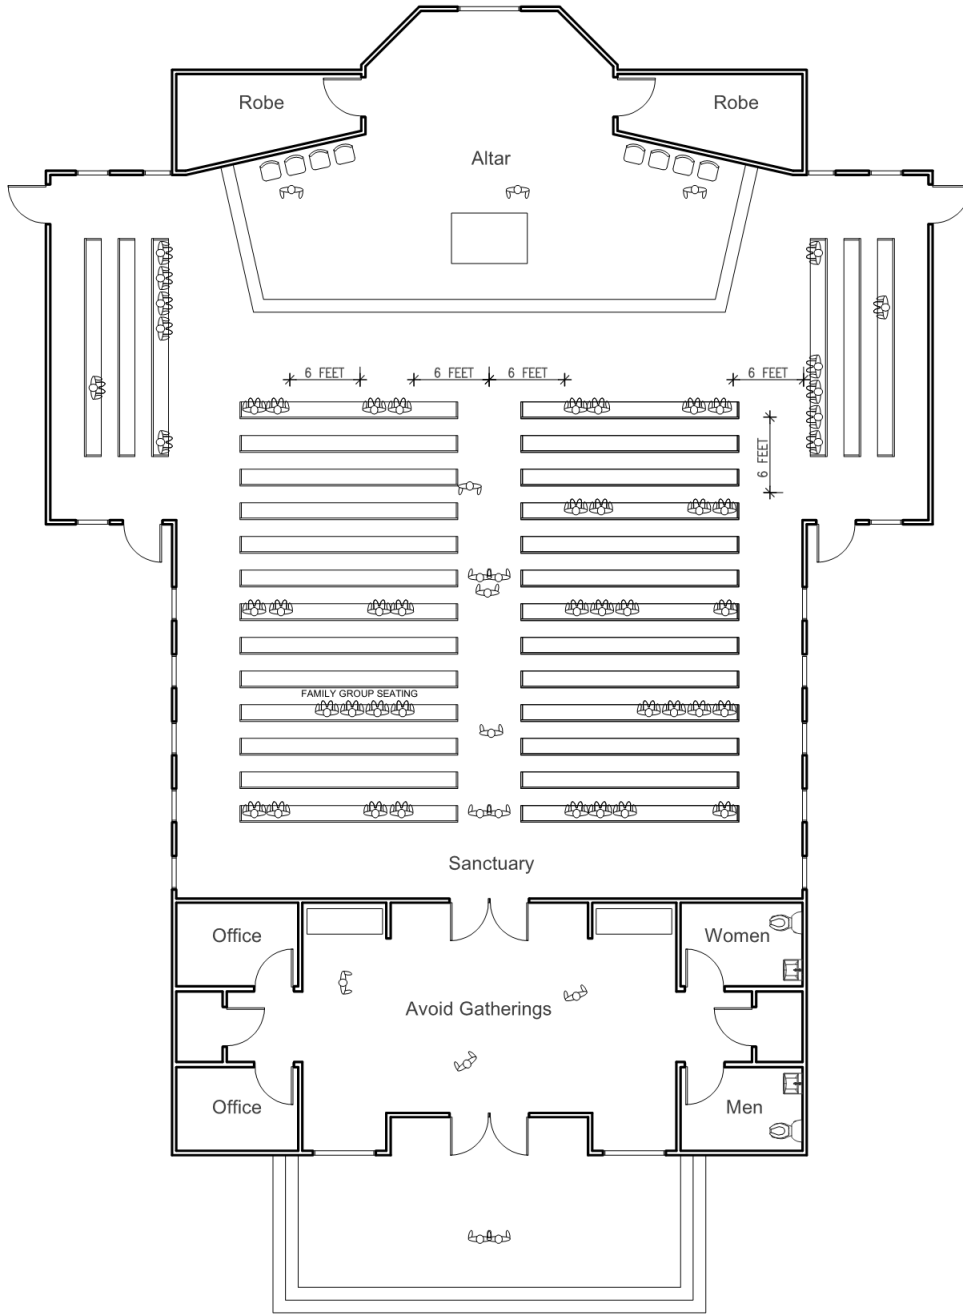 Robe
Robe
Altar
6 FEET
6 FEET
6 FEET
6 FEET
6 FEET
FAMILY GROUP SEATING
Sanctuary
Office
Women
Avoid Gatherings
Office
Men